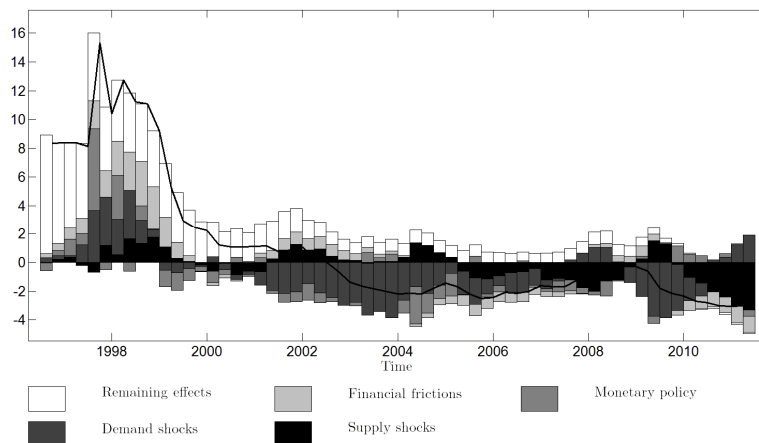 16
14
12
10
8
6
4
2
0
-2
-4
1998 2000 2002 2004 2006 2008 2010
Time
Remaining effects Financial frictions Monetary policy
Demand shocks Supply shocks